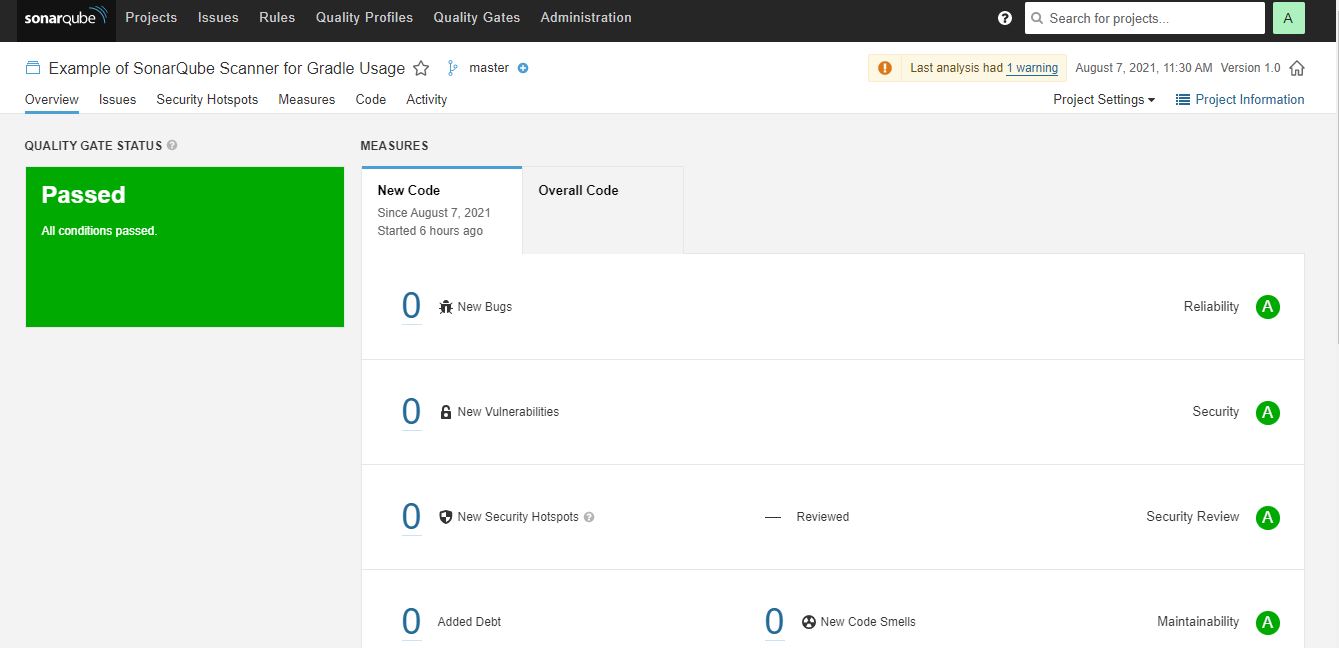 sonarqube Projects Issues Rules Quality Profiles Quality Gates Administration ? Search for projects... A
Example of SonarQube Scanner for Gradle Usage master Last analysis had 1 warning August 7, 2021, 11:30 AM Version 1.0
Overview Issues Security Hotspots Measures Code Activity Project Settings Project Information
QUALITY GATE STATUS ? MEASURES
Passed
All conditions passed.
New Code Overall Code
Since August 7, 2021
Started 6 hours ago
0 New Bugs Reliability A
0 New Vulnerabilities Security A
0 New Security Hotspots ? — Reviewed Security Review A
0 Added Debt 0 New Code Smells Maintainability A